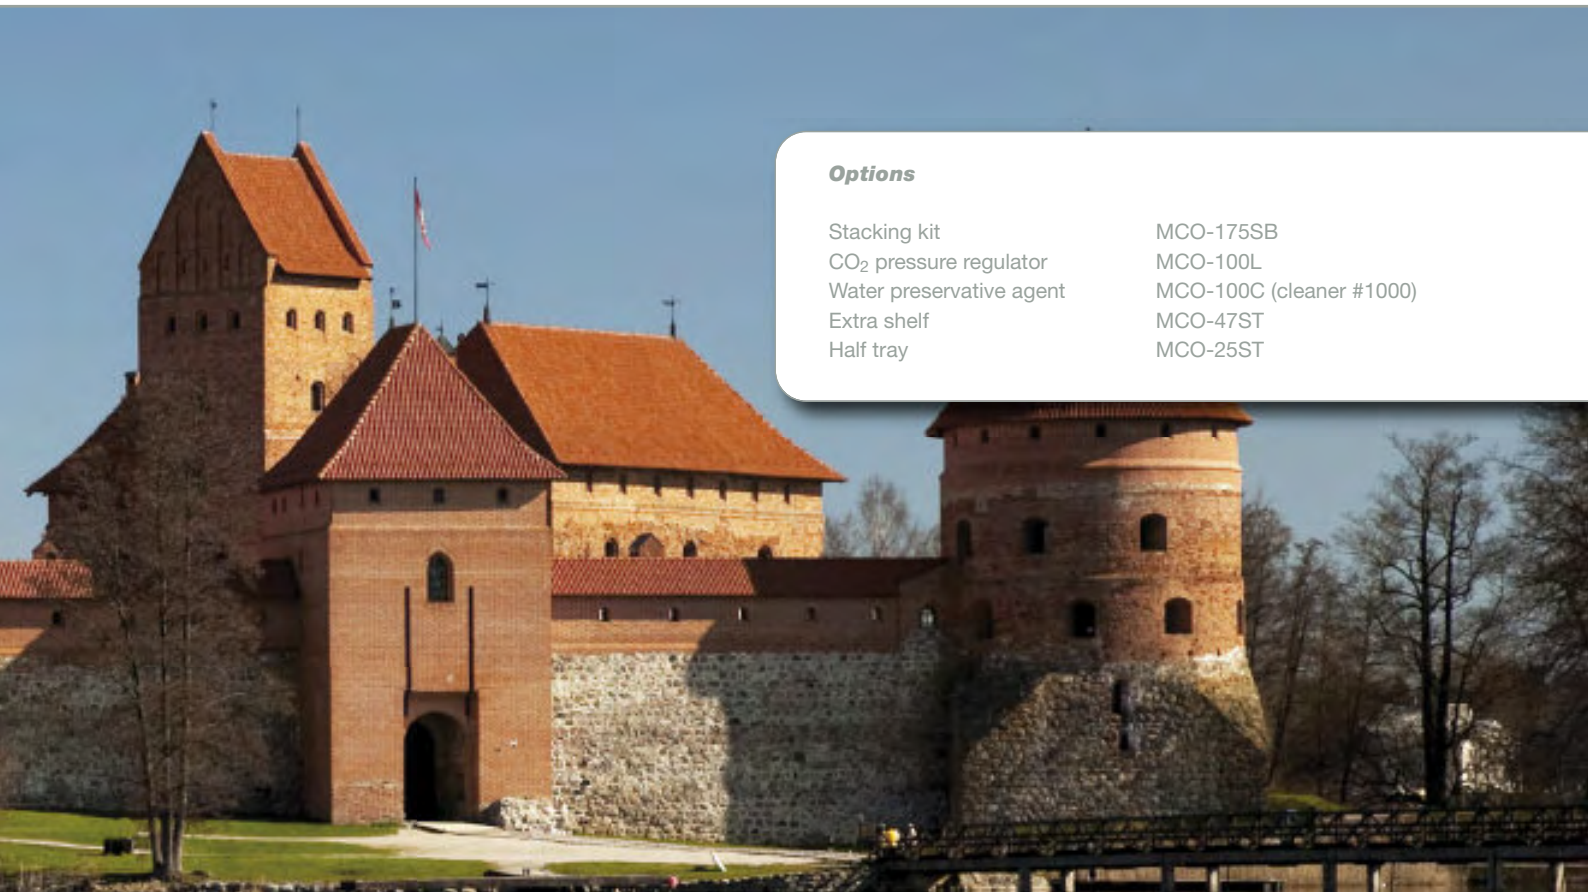 Options
Stacking kit MCO-175SB
CO₂ pressure regulator MCO-100L
Water preservative agent MCO-100C (cleaner #1000)
Extra shelf MCO-47ST
Half tray MCO-25ST